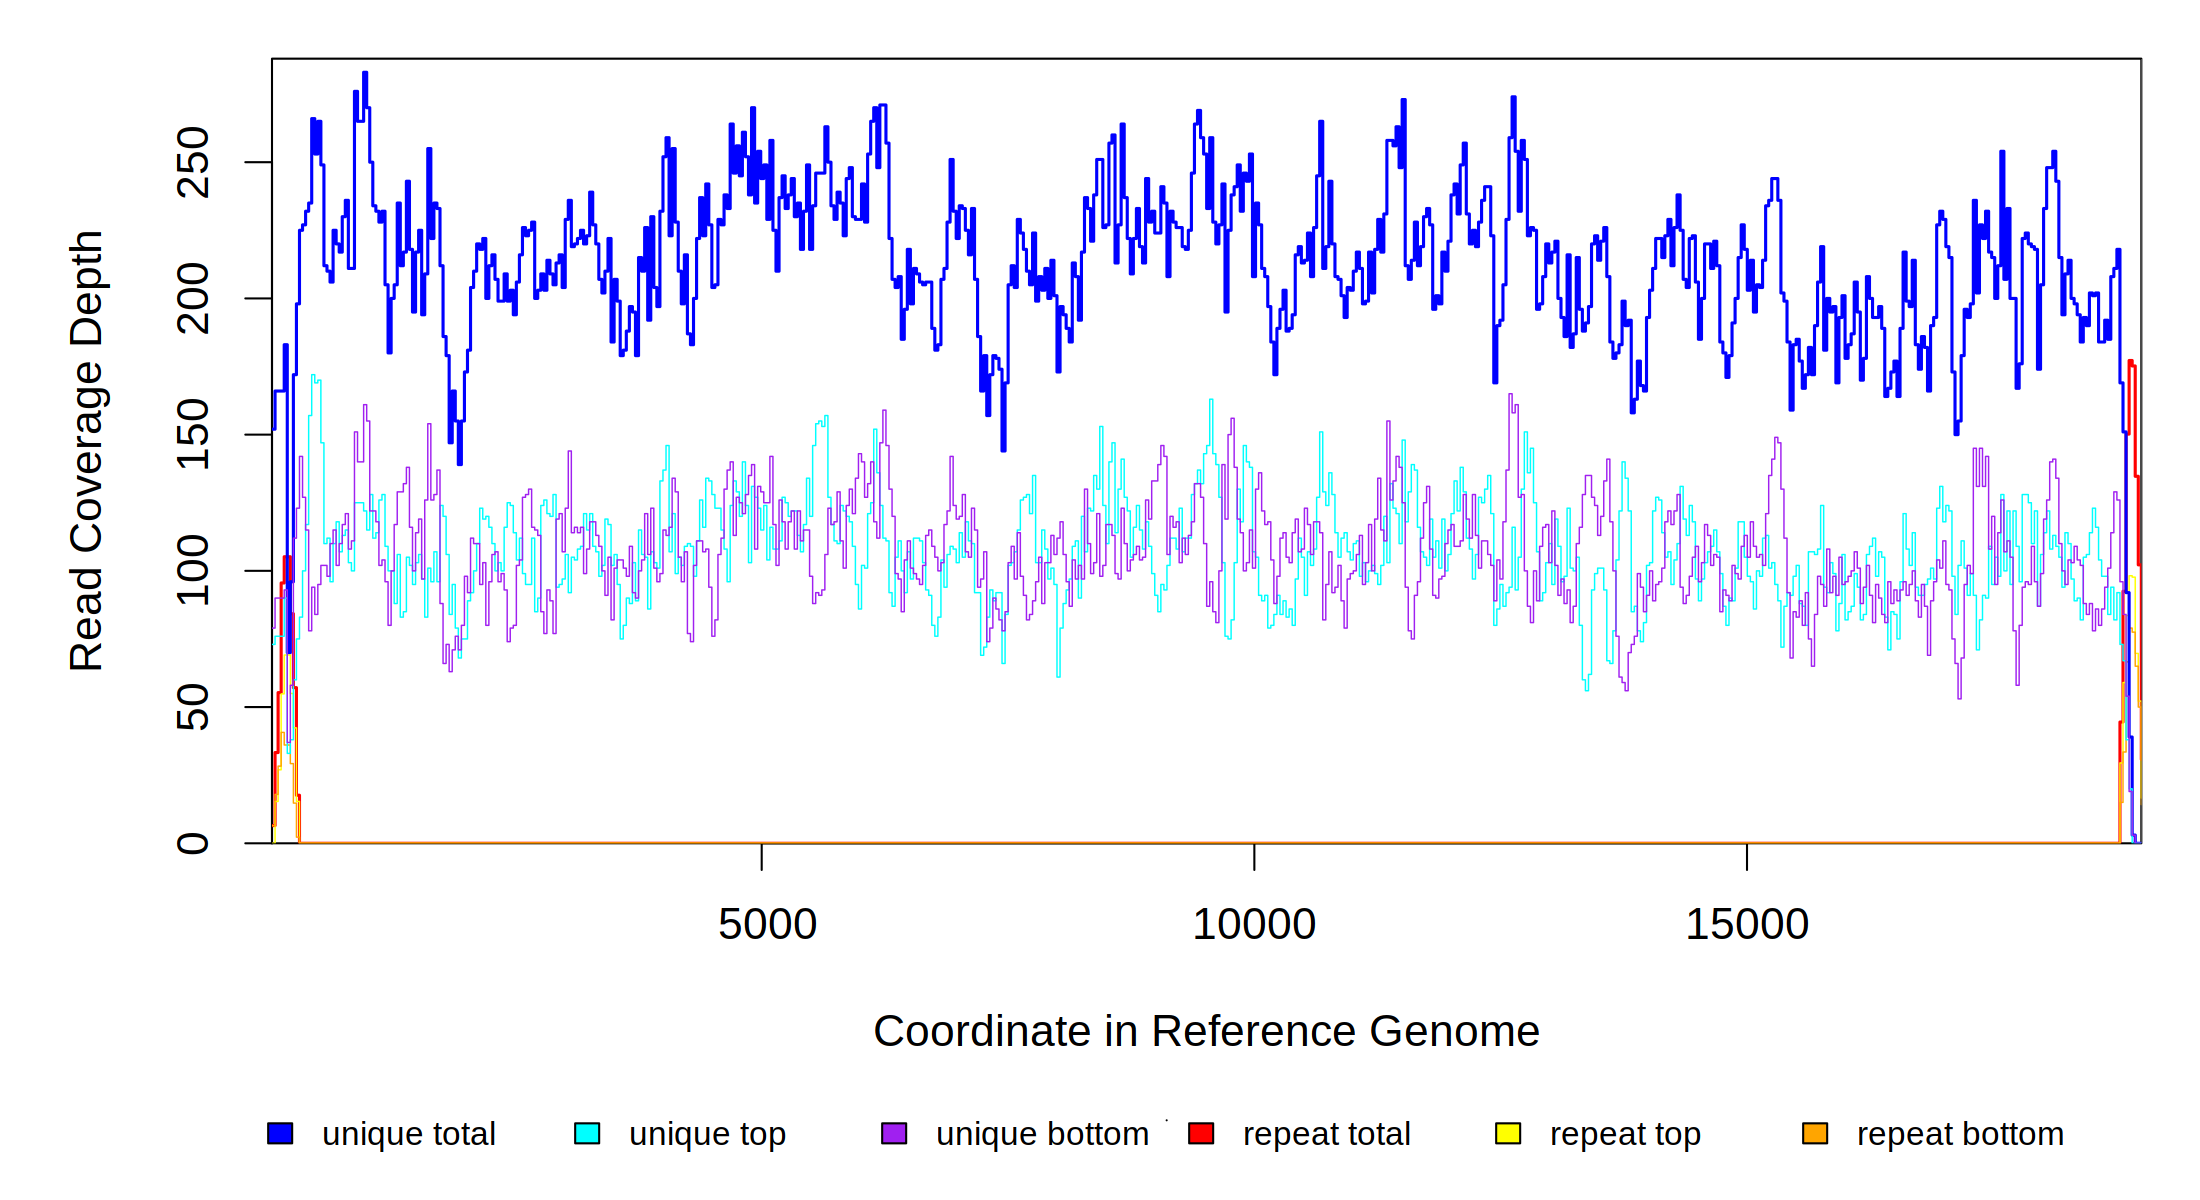 Read Coverage Depth
250
200
150
100
50
0
5000 10000 15000
Coordinate in Reference Genome
unique total unique top unique bottom repeat total repeat top repeat bottom